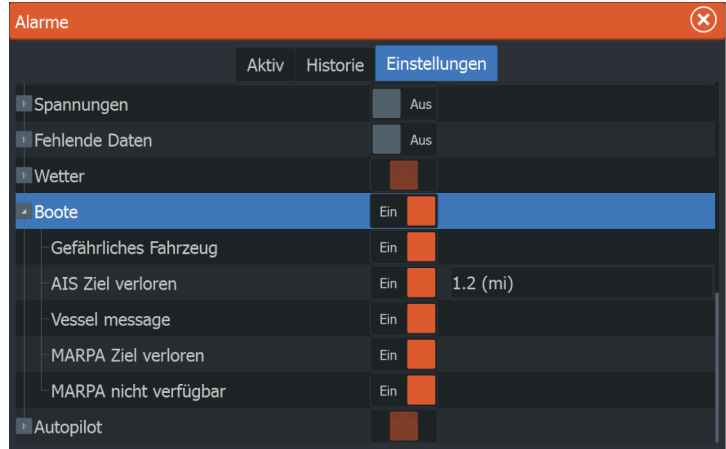 Alarme
Aktiv Historie Einstellungen
Spannungen Aus
Fehlende Daten Aus
Wetter
Boote Ein
Gefährliches Fahrzeug Ein
AIS Ziel verloren Ein 1.2 (mi)
Vessel message Ein
MARPA Ziel verloren Ein
MARPA nicht verfügbar Ein
Autopilot